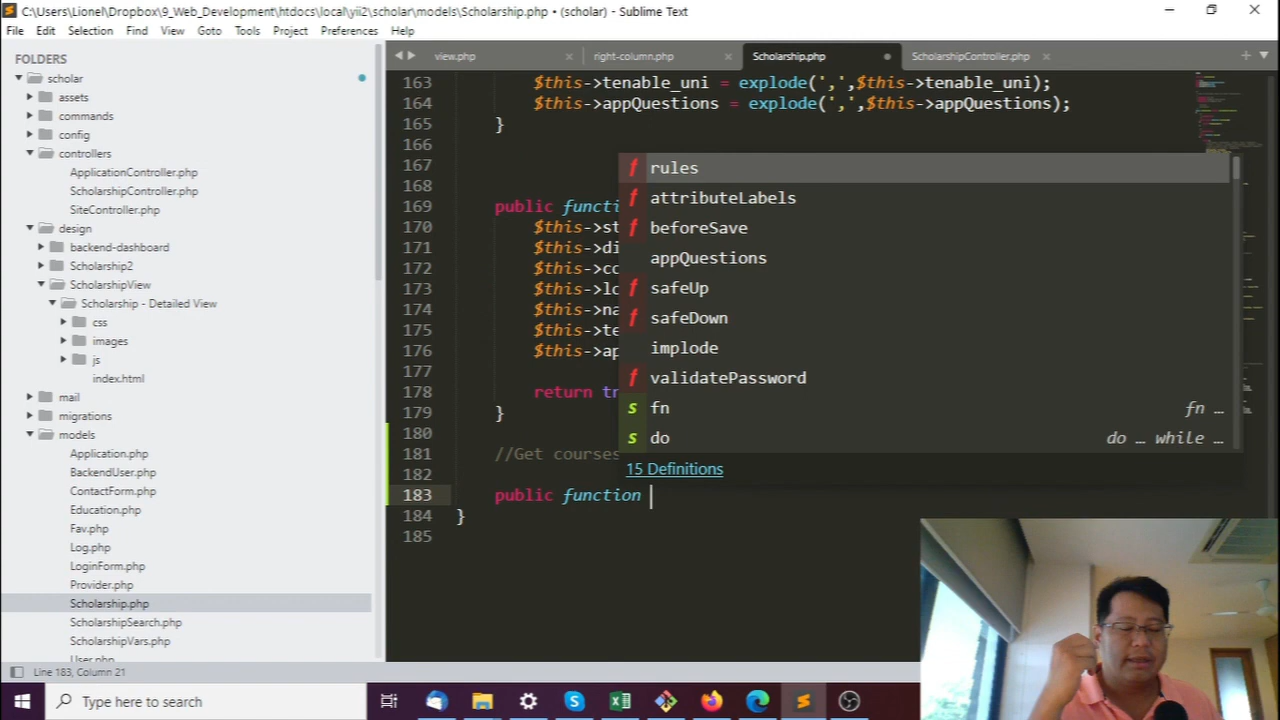 C:\Users\Lionel\Dropbox\9_Web_Development\htdocs\local\yii2\scholar\models\Scholarship.php • (scholar) - Sublime Text
File Edit Selection Find View Goto Tools Project Preferences Help
FOLDERS
scholar
assets
commands
config
controllers
ApplicationController.php
ScholarshipController.php
SiteController.php
design
backend-dashboard
Scholarship2
ScholarshipView
Scholarship - Detailed View
css
images
js
index.html
mail
migrations
models
Application.php
BackendUser.php
ContactForm.php
Education.php
Fav.php
Log.php
LoginForm.php
Provider.php
Scholarship.php
ScholarshipSearch.php
ScholarshipVars.php
User.php
view.php right-column.php Scholarship.php ScholarshipController.php
163 $this->tenable_uni = explode(',',$this->tenable_uni);
164 $this->appQuestions = explode(',',$this->appQuestions);
165 }
166
167
168
169 public functi
170 $this->st
171 $this->di
172 $this->co
173 $this->lo
174 $this->na
175 $this->te
176 $this->ap
177
178 return tr
179 }
180
181 //Get courses
182
183 public function
184 }
185
f rules
f attributeLabels
f beforeSave
appQuestions
f safeUp
f safeDown
implode
f validatePassword
s fn fn …
s do do … while …
15 Definitions
Line 183, Column 21
Type here to search